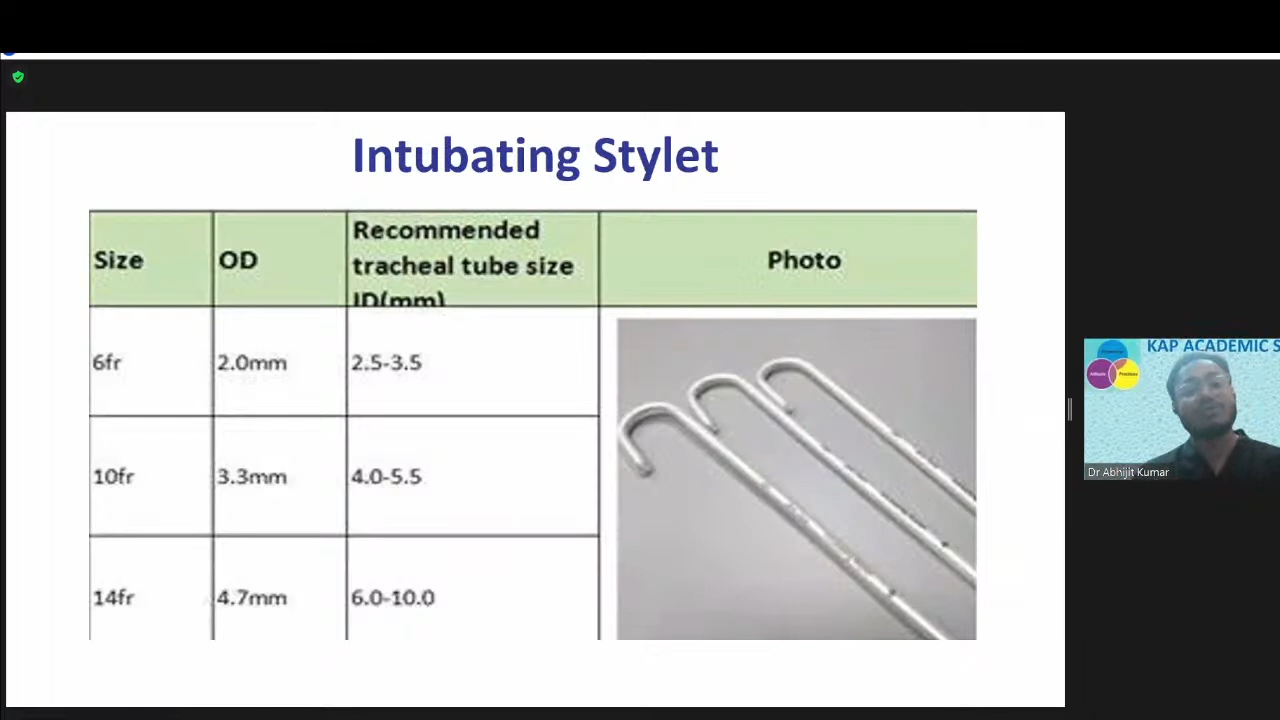 Intubating Stylet
Size
OD
Recommended
tracheal tube size
ID(mm)
Photo
6fr
2.0mm
2.5-3.5
10fr
3.3mm
4.0-5.5
14fr
4.7mm
6.0-10.0
KAP ACADEMIC S
Dr Abhijit Kumar